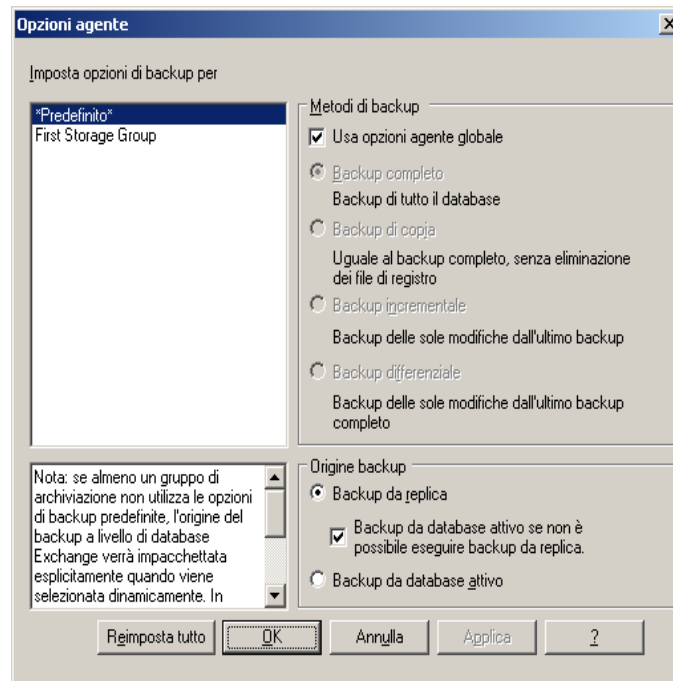 Opzioni agente
Imposta opzioni di backup per
*Predefinito*
First Storage Group
Metodi di backup
Usa opzioni agente globale
Backup completo
Backup di tutto il database
Backup di copia
Uguale al backup completo, senza eliminazione
dei file di registro
Backup incrementale
Backup delle sole modifiche dall'ultimo backup
Backup differenziale
Backup delle sole modifiche dall'ultimo backup
completo
Nota: se almeno un gruppo di
archiviazione non utilizza le opzioni
di backup predefinite, l'origine del
backup a livello di database
Exchange verrà impacchettata
esplicitamente quando viene
selezionata dinamicamente. In
Origine backup
Backup da replica
Backup da database attivo se non è
possibile eseguire backup da replica.
Backup da database attivo
Reimposta tutto
OK
Annulla
Applica
?